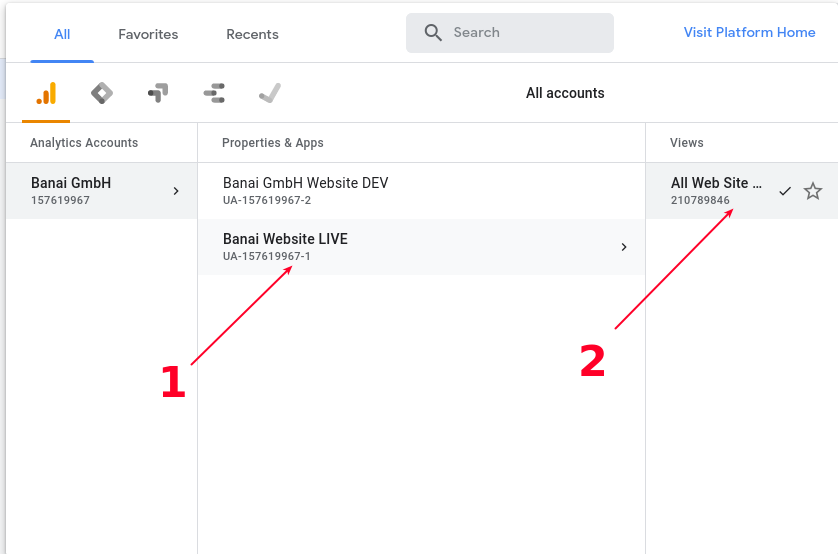 All Favorites Recents Search Visit Platform Home
All accounts
Analytics Accounts Properties & Apps Views
Banai GmbH
157619967
Banai GmbH Website DEV
UA-157619967-2
Banai Website LIVE
UA-157619967-1
All Web Site ...
210789846
1
2